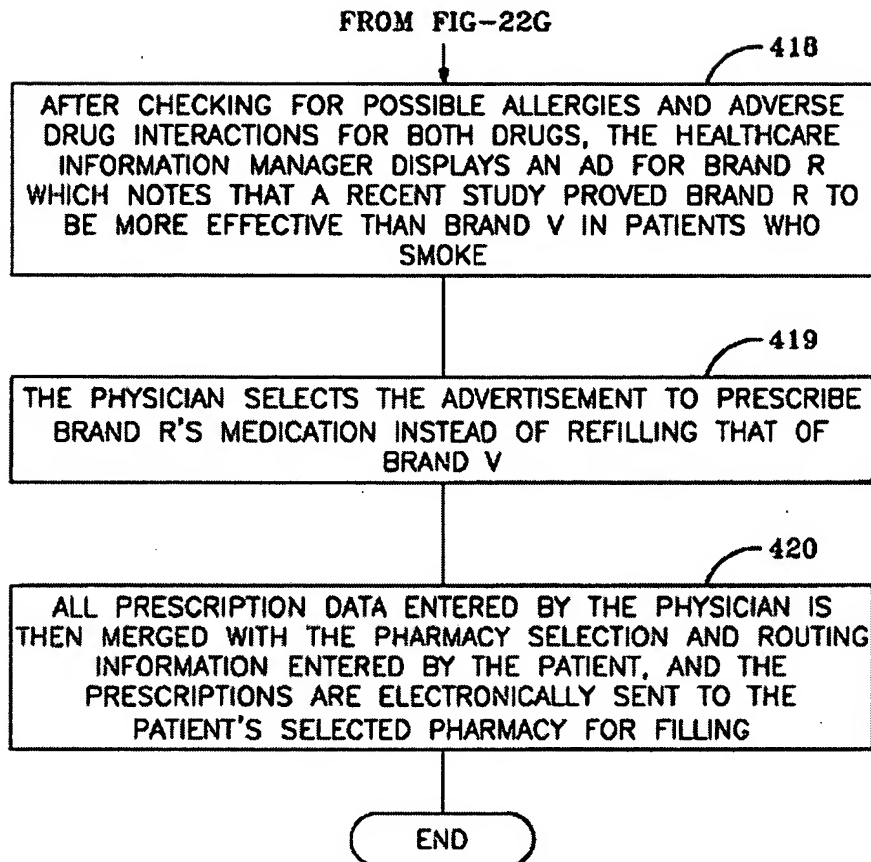 FROM FIG-22G
418
AFTER CHECKING FOR POSSIBLE ALLERGIES AND ADVERSE
DRUG INTERACTIONS FOR BOTH DRUGS, THE HEALTHCARE
INFORMATION MANAGER DISPLAYS AN AD FOR BRAND R
WHICH NOTES THAT A RECENT STUDY PROVED BRAND R TO
BE MORE EFFECTIVE THAN BRAND V IN PATIENTS WHO
SMOKE
419
THE PHYSICIAN SELECTS THE ADVERTISEMENT TO PRESCRIBE
BRAND R'S MEDICATION INSTEAD OF REFILLING THAT OF
BRAND V
420
ALL PRESCRIPTION DATA ENTERED BY THE PHYSICIAN IS
THEN MERGED WITH THE PHARMACY SELECTION AND ROUTING
INFORMATION ENTERED BY THE PATIENT, AND THE
PRESCRIPTIONS ARE ELECTRONICALLY SENT TO THE
PATIENT'S SELECTED PHARMACY FOR FILLING
END